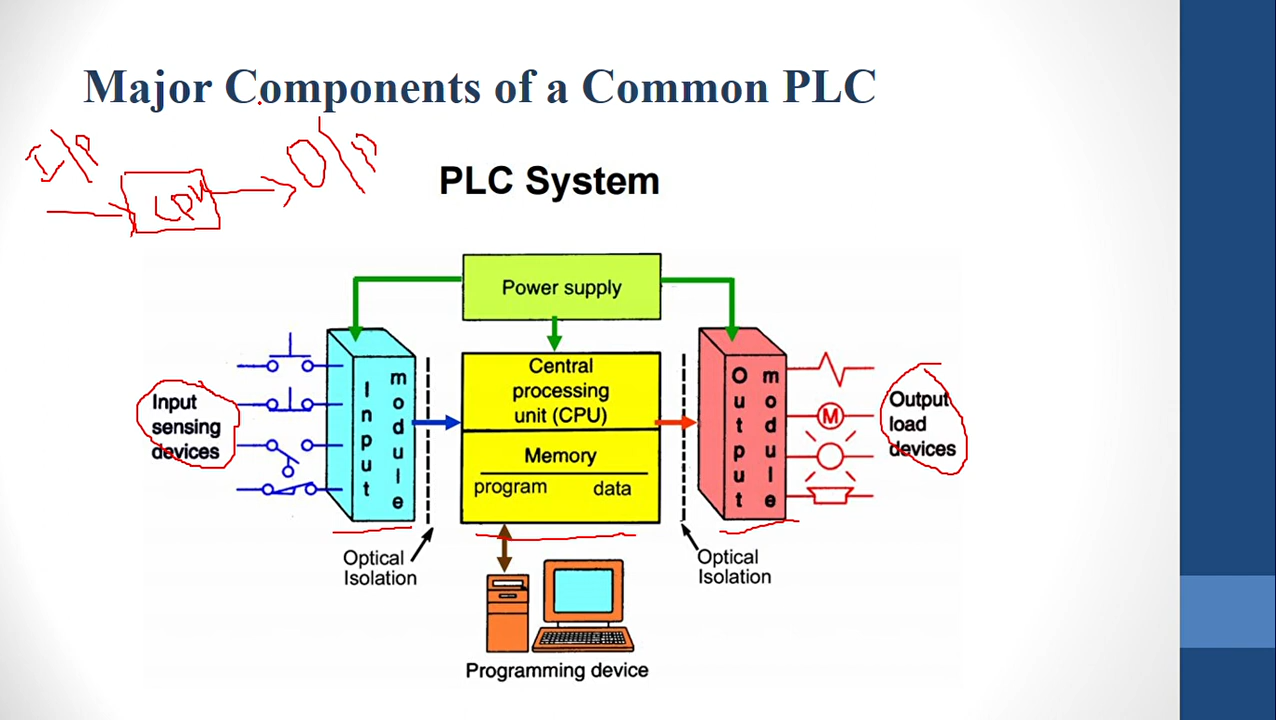 Major Components of a Common PLC
I/P
CPU
O/P
PLC System
Power supply
Input
sensing
devices
Input
module
Central
processing
unit (CPU)
Memory
program data
Output
module
M
Output
load
devices
Optical
Isolation
Optical
Isolation
Programming device